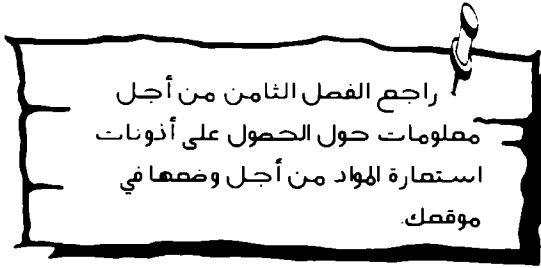 راجع الفصل الثامن من أجل
معلومات حول الحصول على أذونات
استعارة المواد من أجل وضعها في
موقعك.